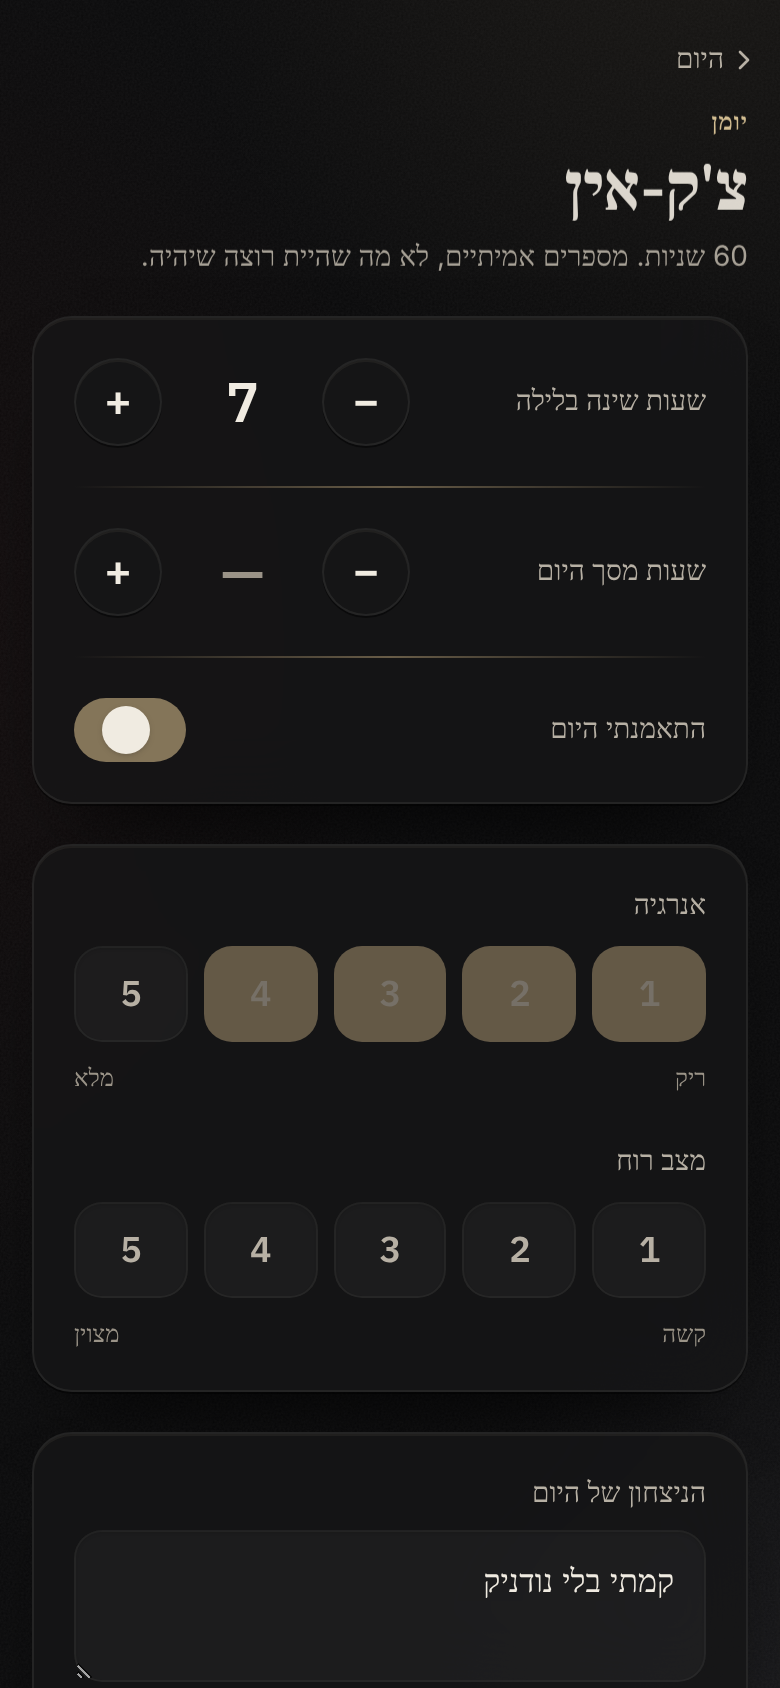 היום
יומן
צ'ק-אין
60 שניות. מספרים אמיתיים, לא מה שהיית רוצה שיהיה.
שעות שינה בלילה − 7 +
שעות מסך היום − — +
התאמנתי היום
אנרגיה
1 2 3 4 5
ריק מלא
מצב רוח
1 2 3 4 5
קשה מצוין
הניצחון של היום
קמתי בלי נודניק